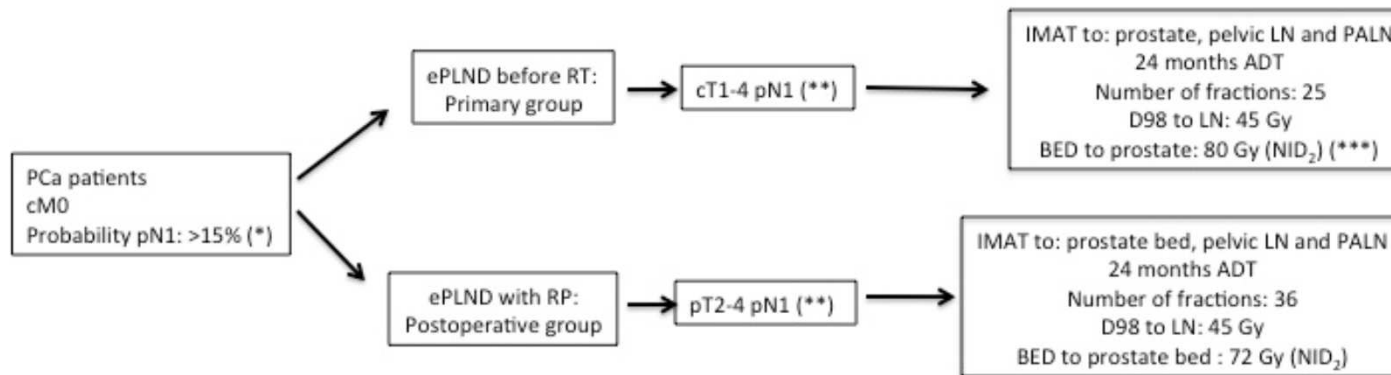 PCa patients
cM0
Probability pN1: >15% (*)
ePLND before RT:
Primary group
cT1-4 pN1 (**)
IMAT to: prostate, pelvic LN and PALN
24 months ADT
Number of fractions: 25
D98 to LN: 45 Gy
BED to prostate: 80 Gy (NID₂) (***)
ePLND with RP:
Postoperative group
pT2-4 pN1 (**)
IMAT to: prostate bed, pelvic LN and PALN
24 months ADT
Number of fractions: 36
D98 to LN: 45 Gy
BED to prostate bed : 72 Gy (NID₂)